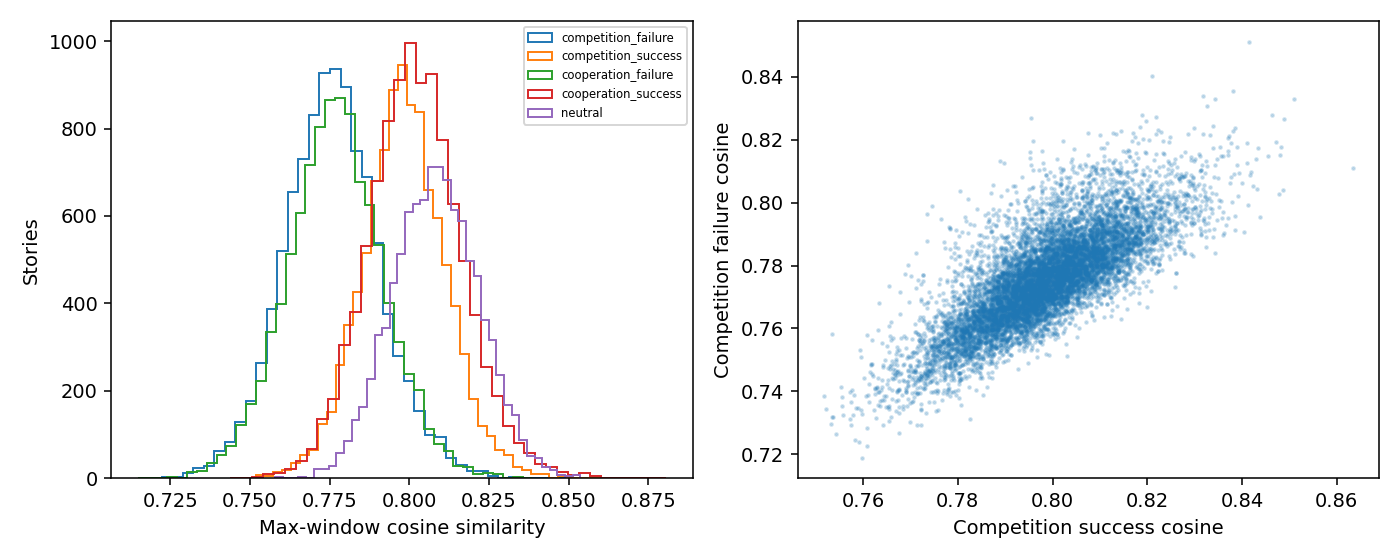 1000
800
600
400
200
0
Stories
0.725 0.750 0.775 0.800 0.825 0.850 0.875
Max-window cosine similarity
competition_failure
competition_success
cooperation_failure
cooperation_success
neutral
0.84
0.82
0.80
0.78
0.76
0.74
0.72
Competition failure cosine
0.76 0.78 0.80 0.82 0.84 0.86
Competition success cosine